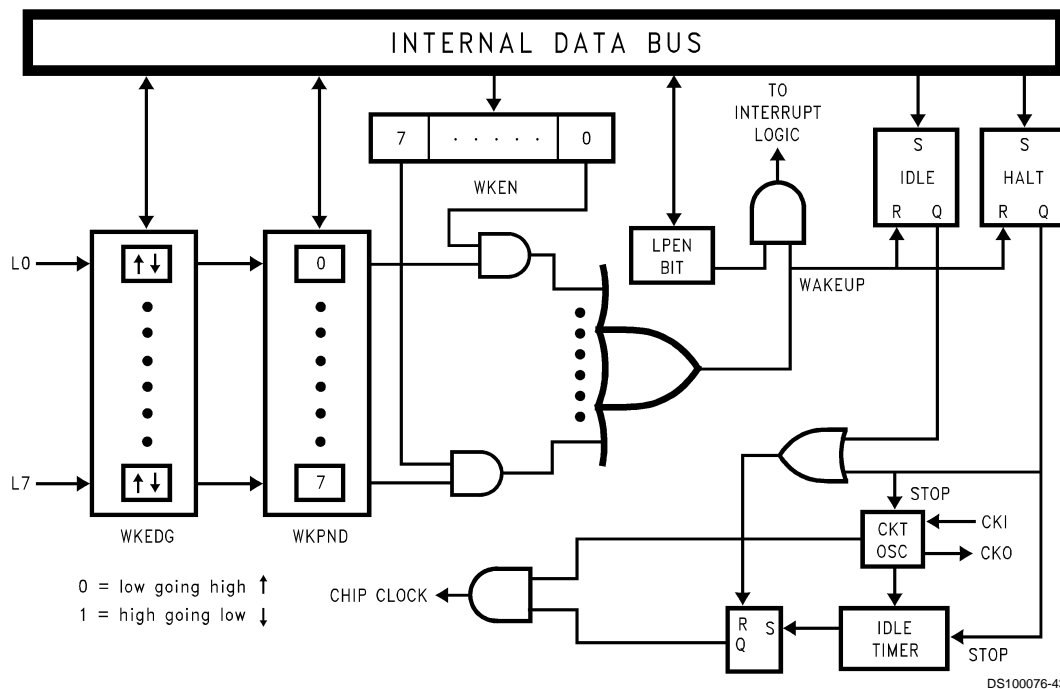 INTERNAL DATA BUS
7 . . . . . 0
WKEN
TO
INTERRUPT
LOGIC
S
IDLE
R Q
S
HALT
R Q
LPEN
BIT
WAKEUP
L0
↑↓
0
L7
↑↓
7
WKEDG
WKPND
0 = low going high ↑
1 = high going low ↓
STOP
CKT
OSC
CKI
CKO
CHIP CLOCK
R S
Q
IDLE
TIMER
STOP